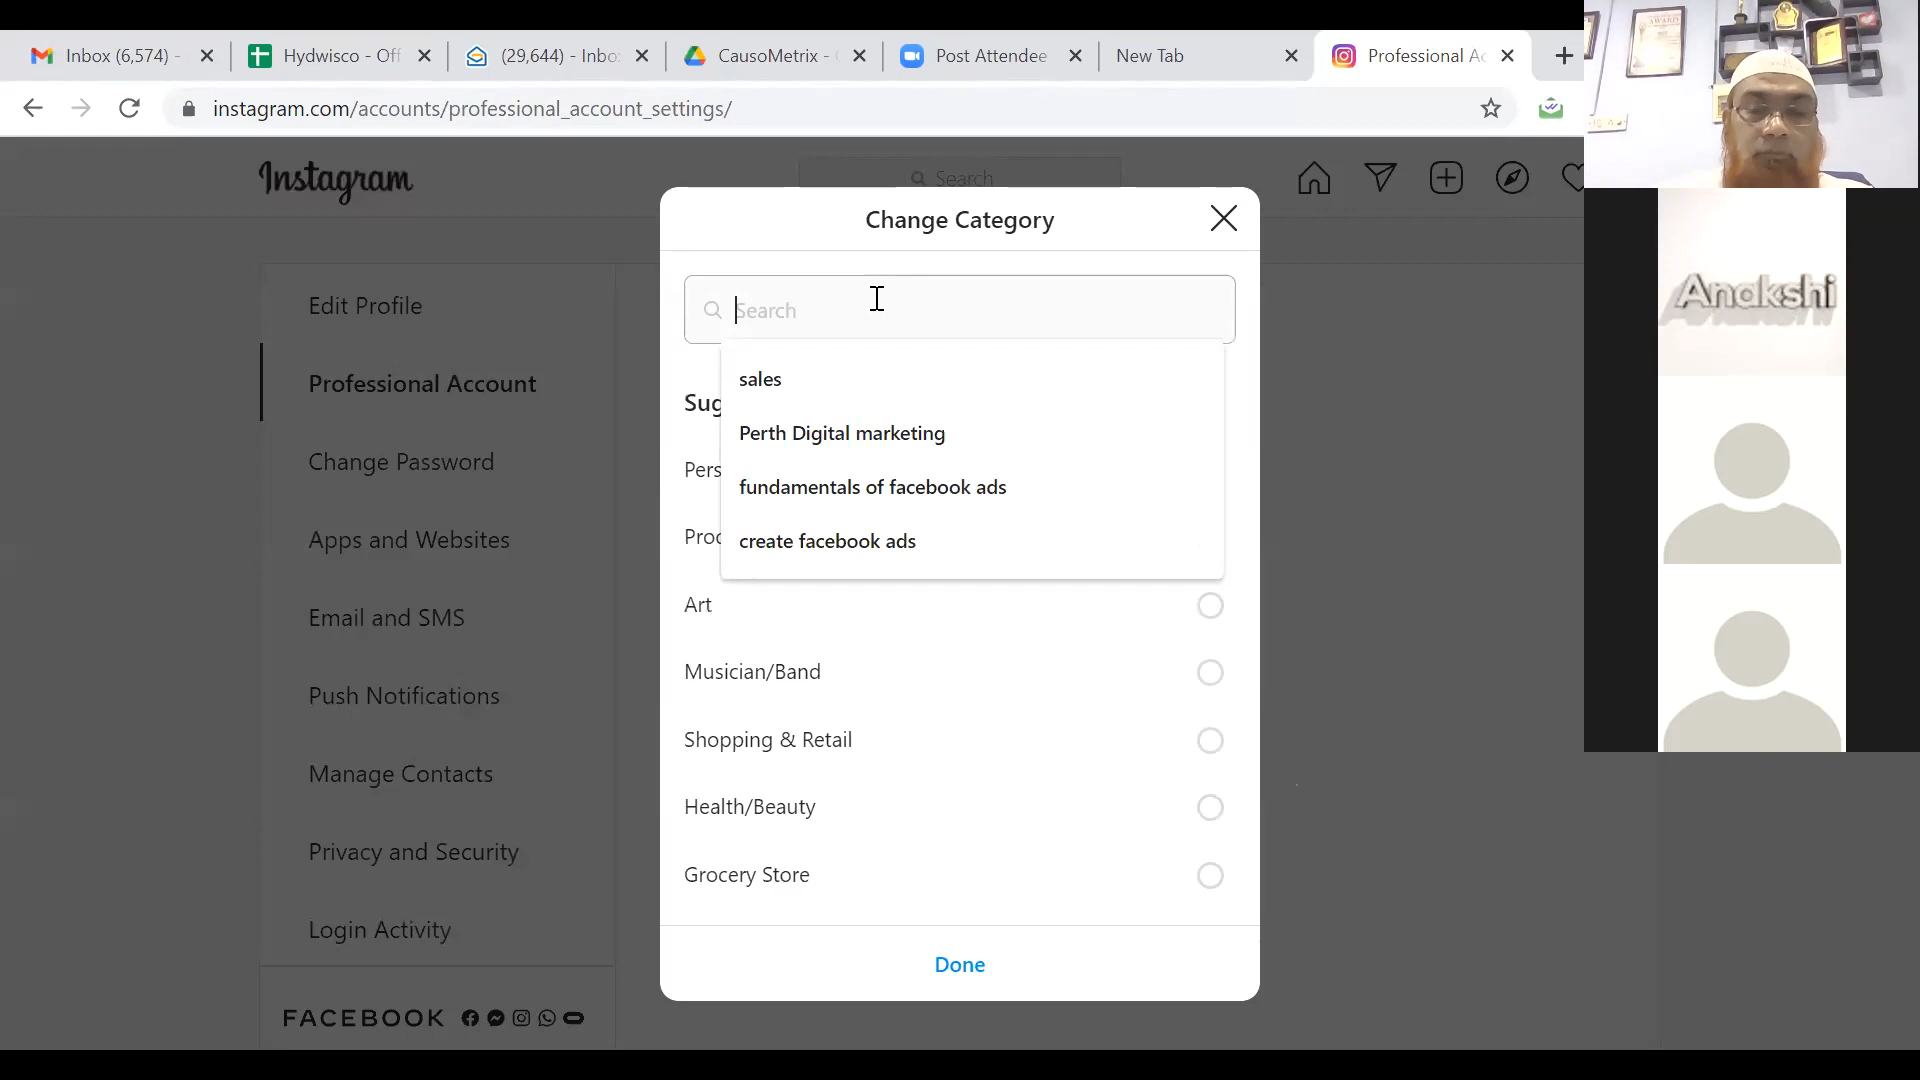 Inbox (6,574) -
Hydwisco - Off
(29,644) - Inbo
CausoMetrix -
Post Attendee
New Tab
Professional Ac
instagram.com/accounts/professional_account_settings/
AWARD
Instagram
Search
Change Category
Search
sales
Perth Digital marketing
fundamentals of facebook ads
create facebook ads
Sug
Pers
Proc
Art
Musician/Band
Shopping & Retail
Health/Beauty
Grocery Store
Done
Edit Profile
Professional Account
Change Password
Apps and Websites
Email and SMS
Push Notifications
Manage Contacts
Privacy and Security
Login Activity
FACEBOOK
Anakshi